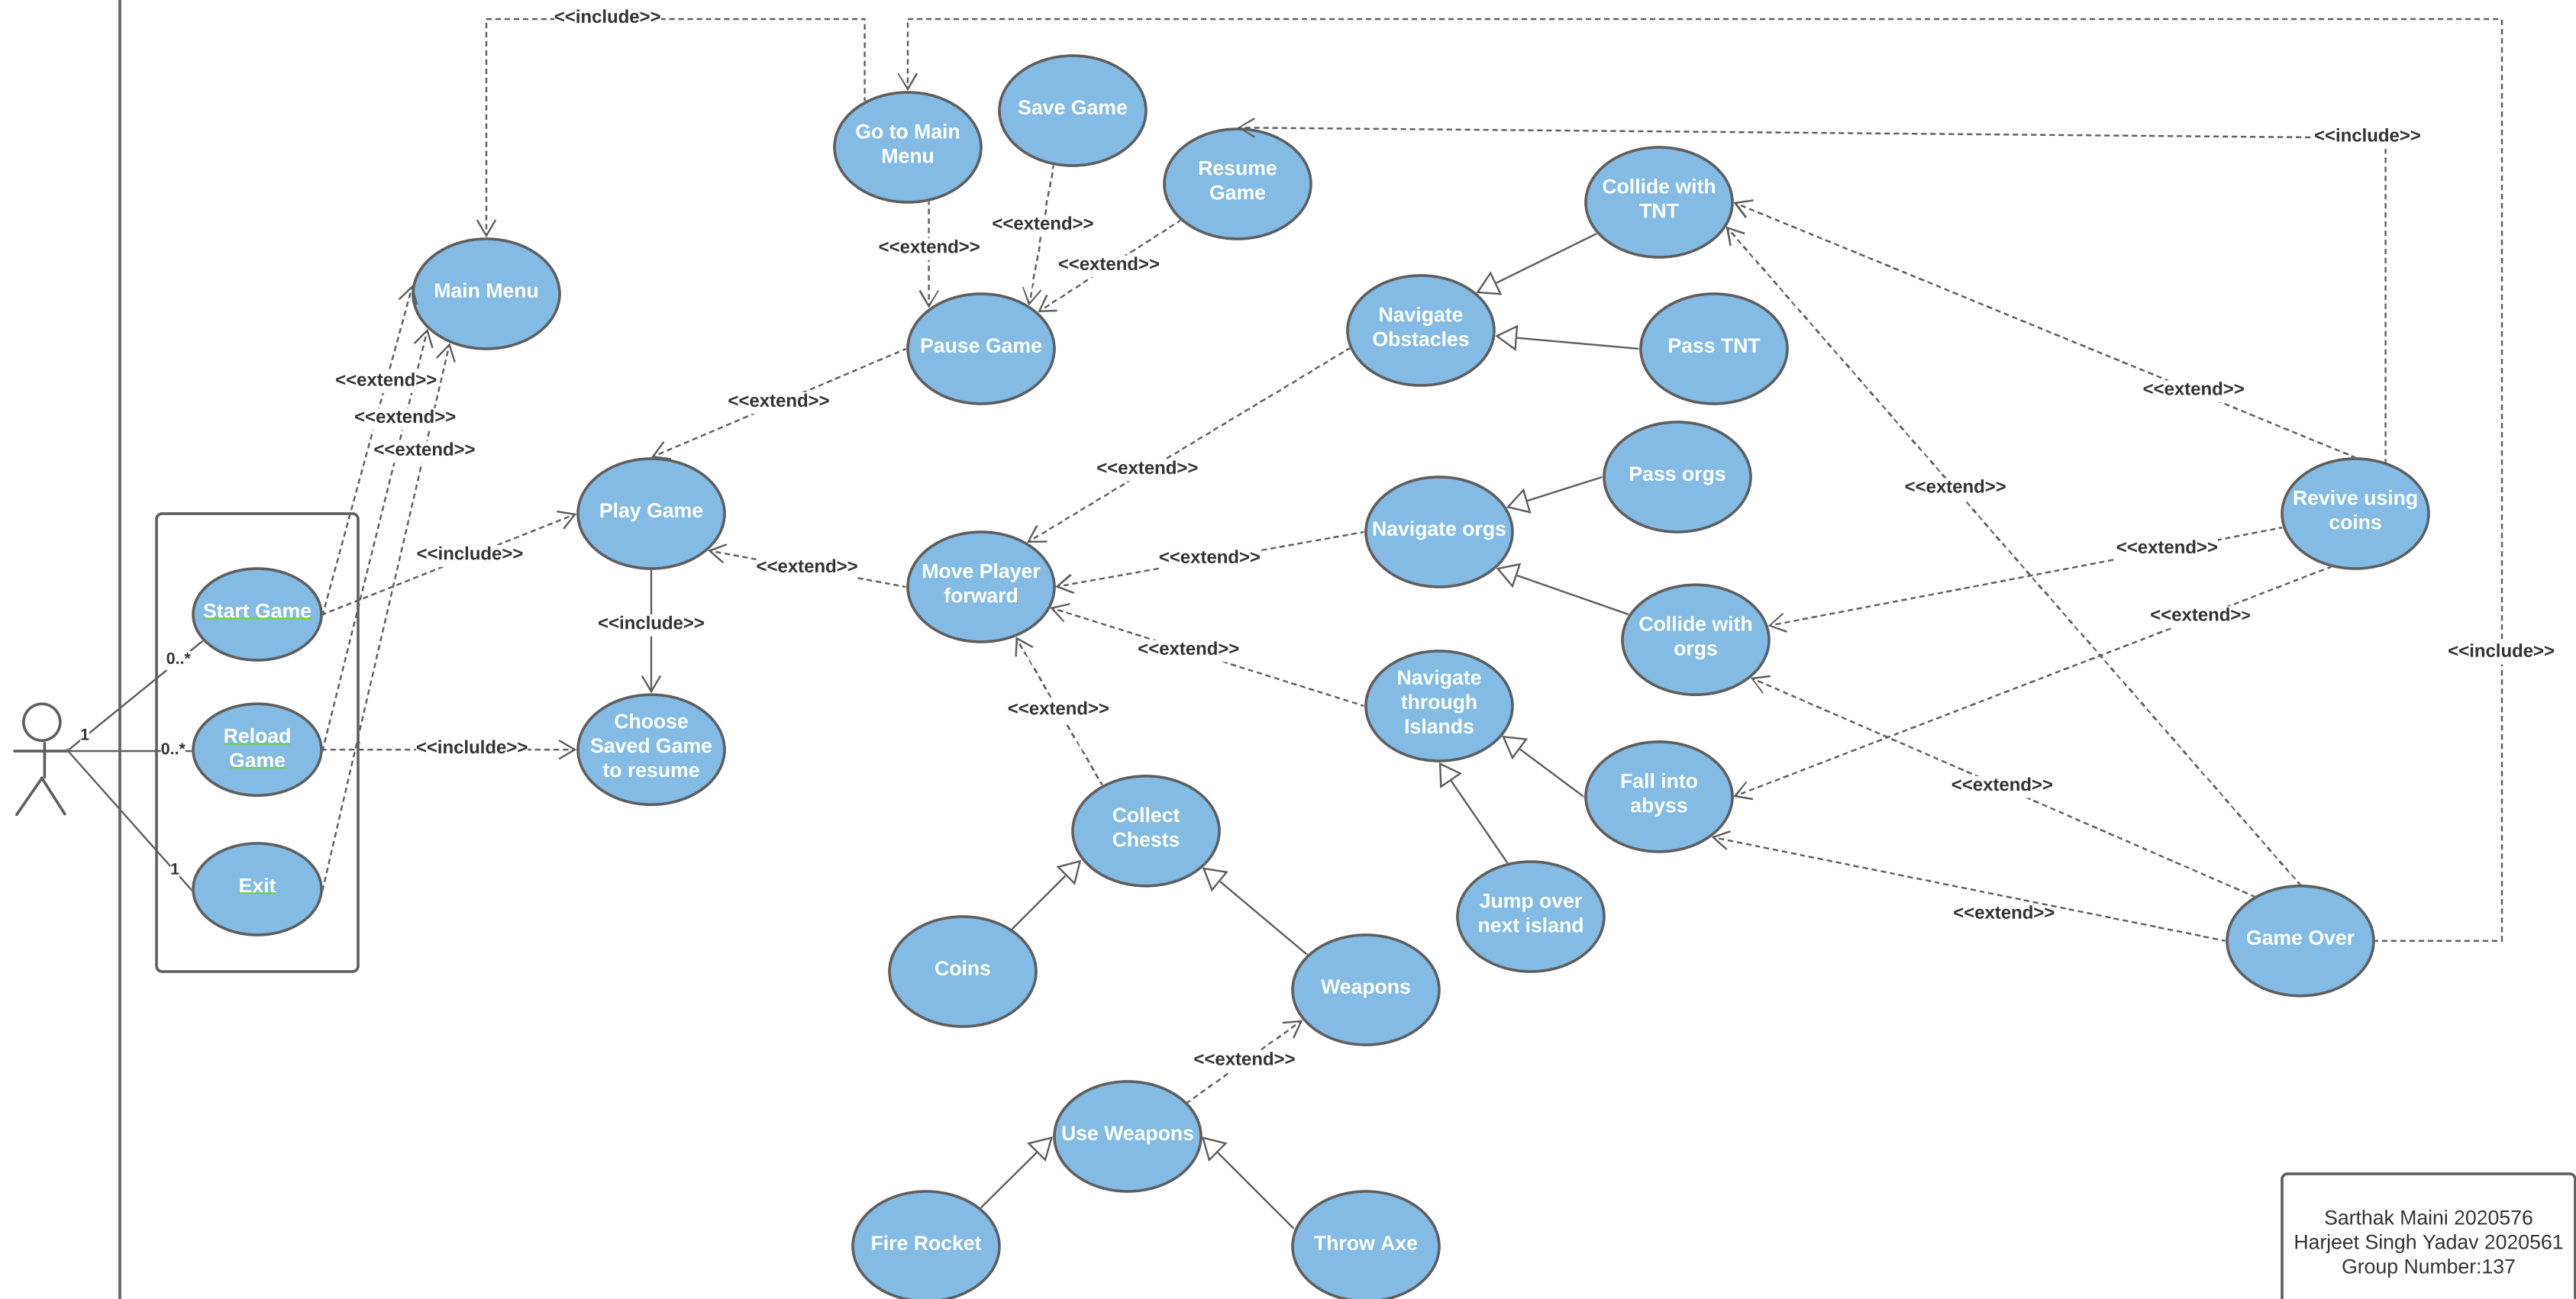 <<include>>
Save Game
Go to Main
Menu
<<include>>
Resume
Game
Collide with
TNT
<<extend>>
<<extend>>
<<extend>>
Main Menu
Navigate
Obstacles
Pause Game
Pass TNT
<<extend>>
<<extend>>
<<extend>>
<<extend>>
<<extend>>
<<extend>>
Pass orgs
<<extend>>
Revive using
coins
Play Game
Navigate orgs
<<include>>
<<extend>>
<<extend>>
<<extend>>
Move Player
forward
Start Game
<<include>>
<<extend>>
Collide with
orgs
0..*
<<extend>>
<<include>>
Navigate
through
Islands
<<extend>>
1
0..*
Reload
Game
<<inclulde>>
Choose
Saved Game
to resume
Fall into
abyss
<<extend>>
Collect
Chests
1
Exit
Jump over
next island
<<extend>>
Game Over
Coins
Weapons
<<extend>>
Use Weapons
Fire Rocket
Throw Axe
Sarthak Maini 2020576
Harjeet Singh Yadav 2020561
Group Number:137